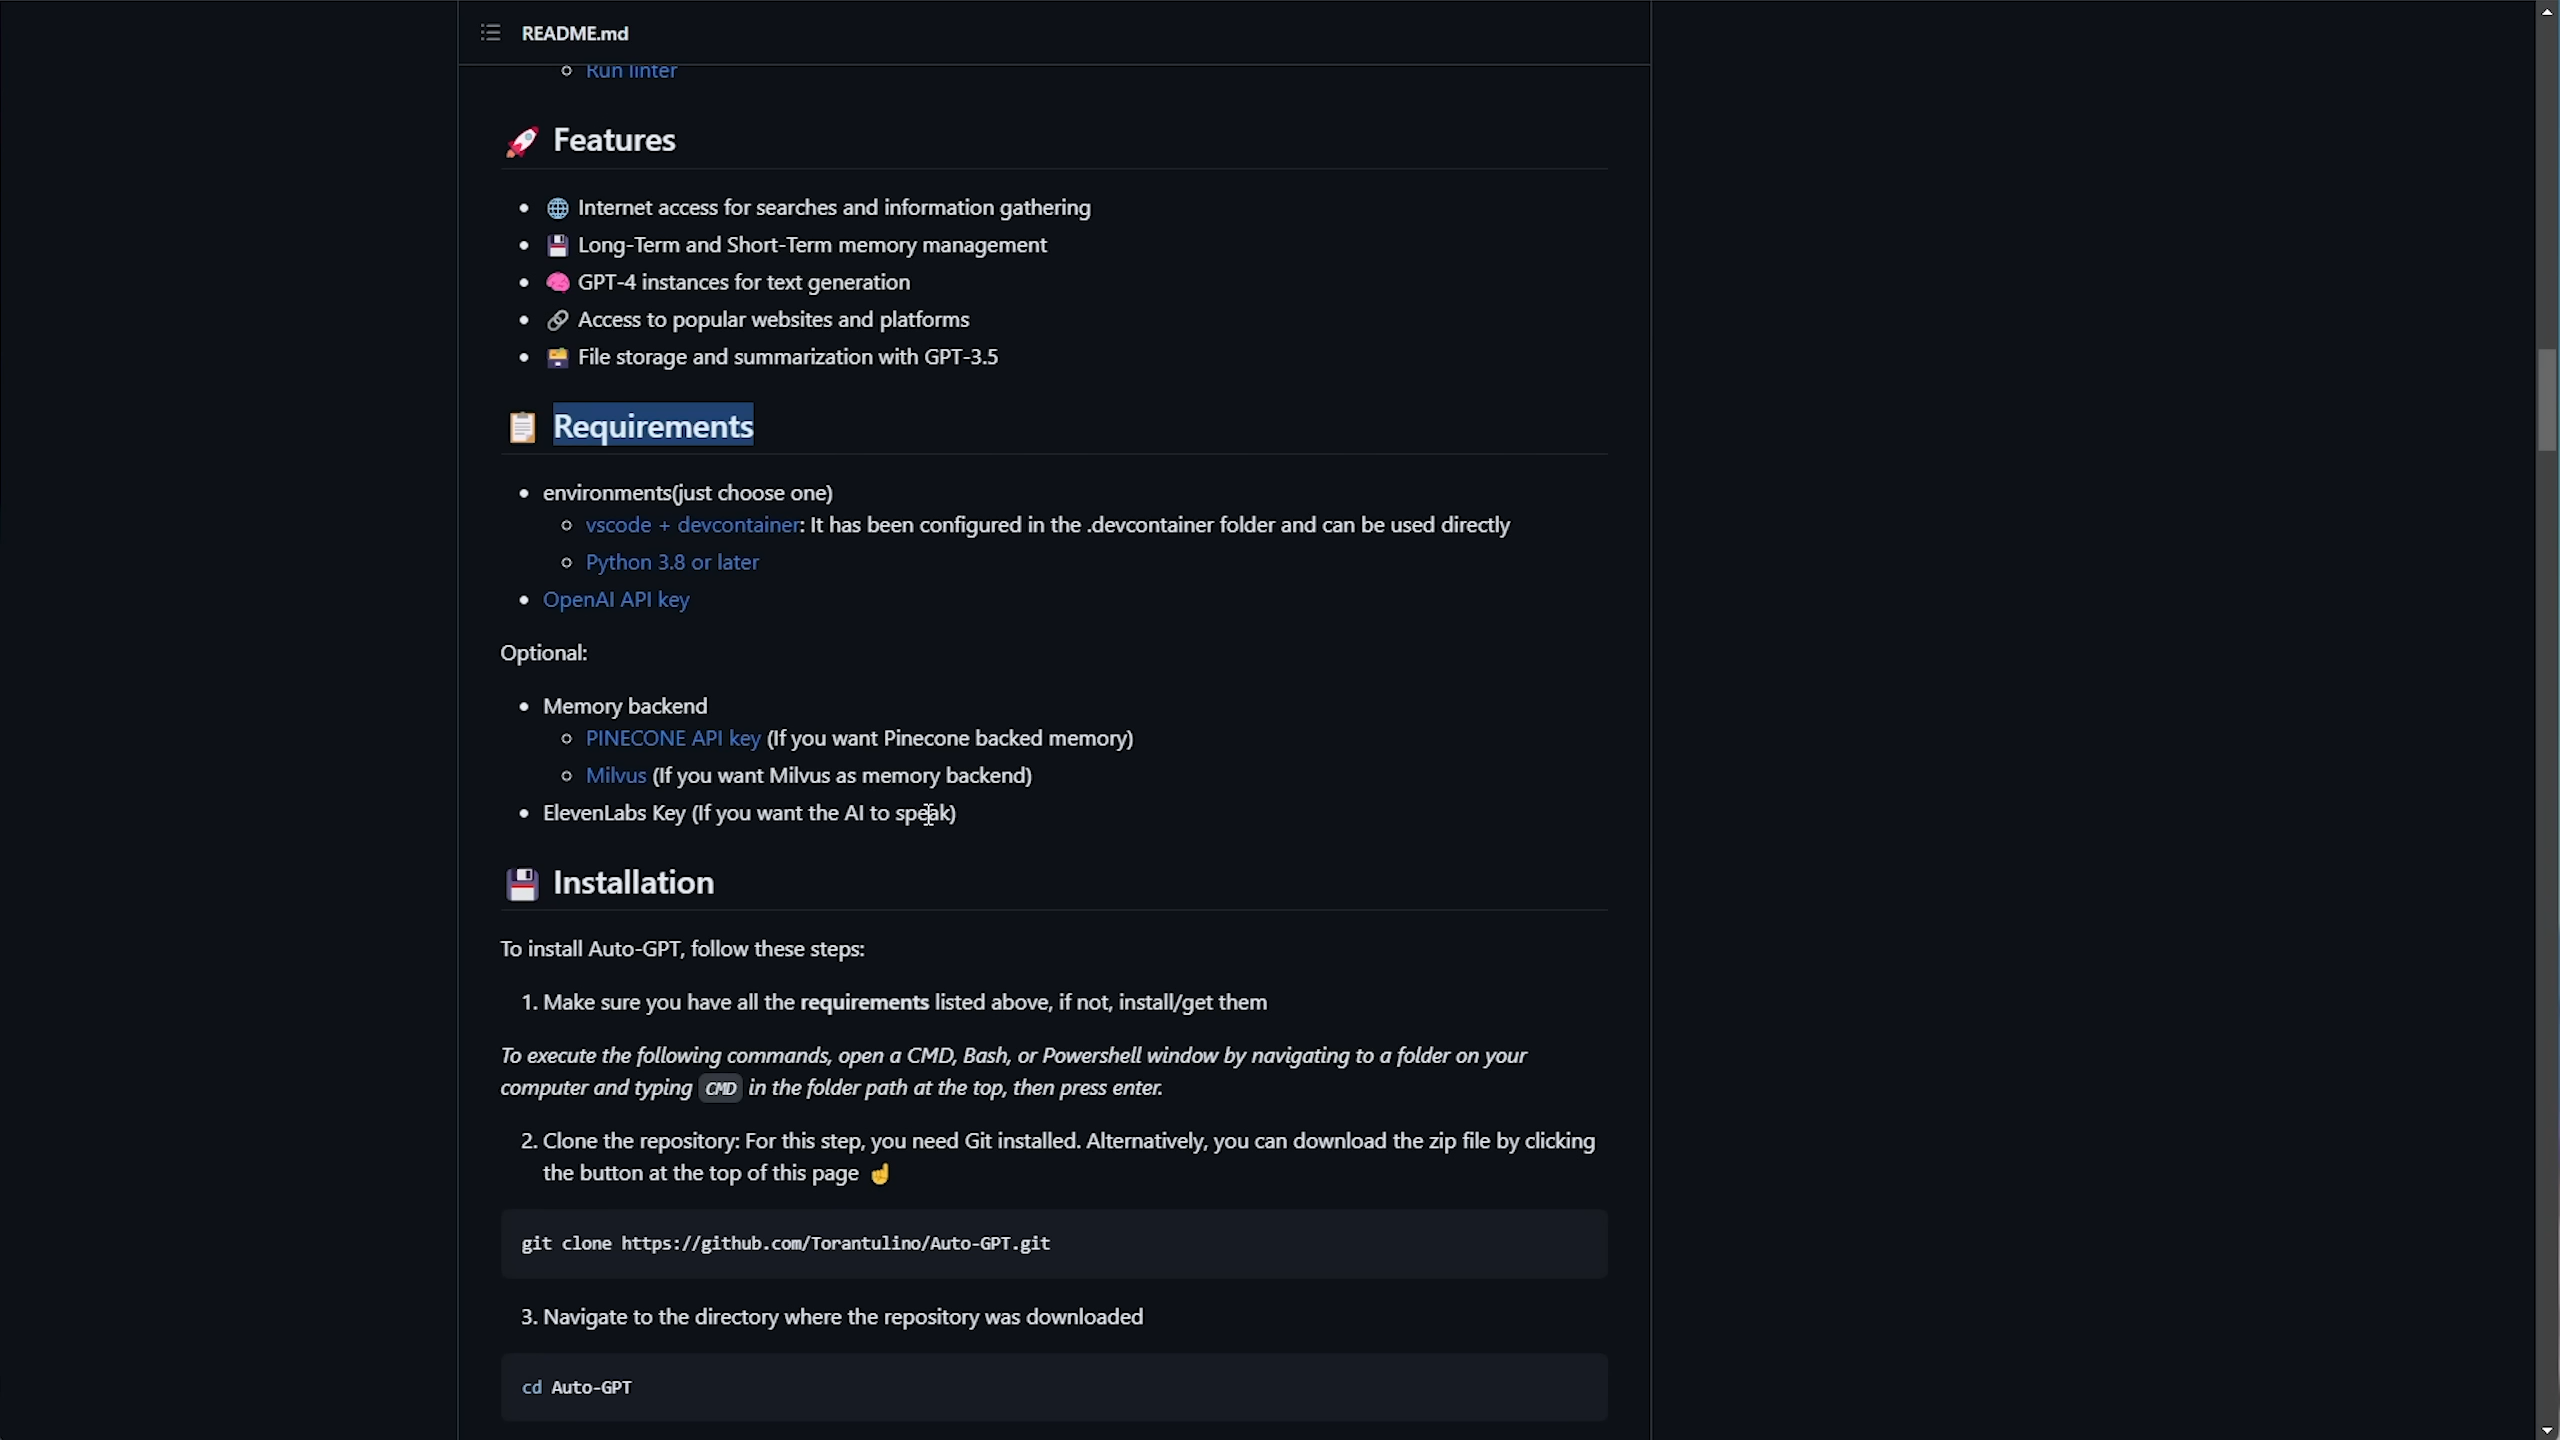 README.md
Run linter
🚀 Features
🌐 Internet access for searches and information gathering
💾 Long-Term and Short-Term memory management
🧠 GPT-4 instances for text generation
🔗 Access to popular websites and platforms
🗃️ File storage and summarization with GPT-3.5
📋 Requirements
environments(just choose one)
vscode + devcontainer: It has been configured in the .devcontainer folder and can be used directly
Python 3.8 or later
OpenAI API key
Optional:
Memory backend
PINECONE API key (If you want Pinecone backed memory)
Milvus (If you want Milvus as memory backend)
ElevenLabs Key (If you want the AI to speak)
💾 Installation
To install Auto-GPT, follow these steps:
1. Make sure you have all the requirements listed above, if not, install/get them
To execute the following commands, open a CMD, Bash, or Powershell window by navigating to a folder on your
computer and typing CMD in the folder path at the top, then press enter.
2. Clone the repository: For this step, you need Git installed. Alternatively, you can download the zip file by clicking
the button at the top of this page ☝️
git clone https://github.com/Torantulino/Auto-GPT.git
3. Navigate to the directory where the repository was downloaded
cd Auto-GPT